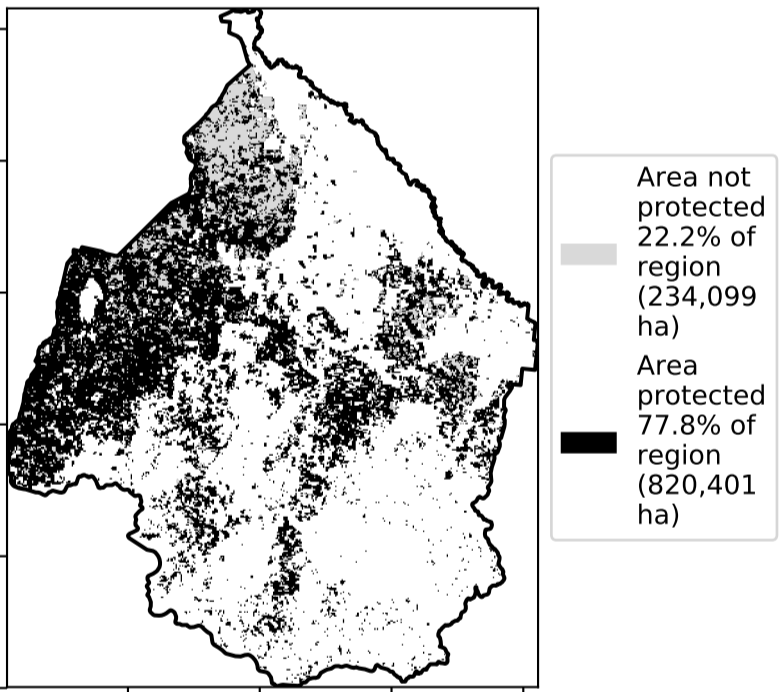 Area not
protected
22.2% of
region
(234,099
ha)
Area
protected
77.8% of
region
(820,401
ha)